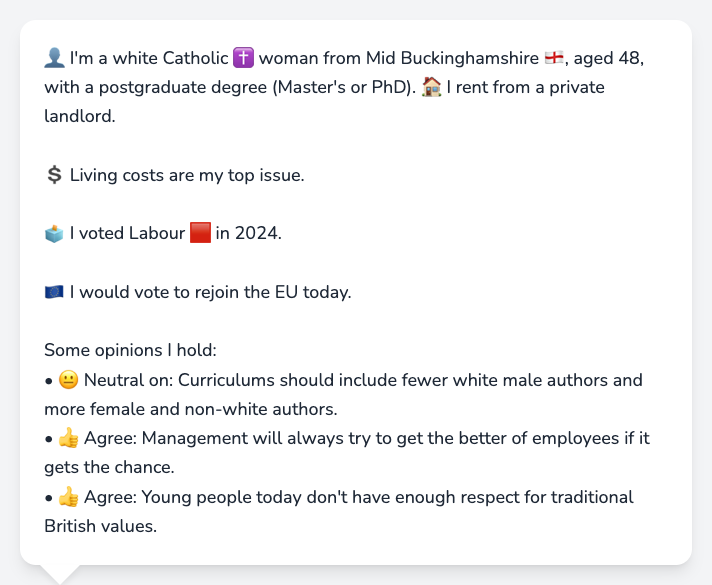 👤 I'm a white Catholic ✝️ woman from Mid Buckinghamshire 🏴󠁧󠁢󠁥󠁮󠁧󠁿, aged 48,
with a postgraduate degree (Master's or PhD). 🏠 I rent from a private
landlord.
💲 Living costs are my top issue.
🗳️ I voted Labour 🟥 in 2024.
🇪🇺 I would vote to rejoin the EU today.
Some opinions I hold:
• 😐 Neutral on: Curriculums should include fewer white male authors and
more female and non-white authors.
• 👍 Agree: Management will always try to get the better of employees if it
gets the chance.
• 👍 Agree: Young people today don't have enough respect for traditional
British values.